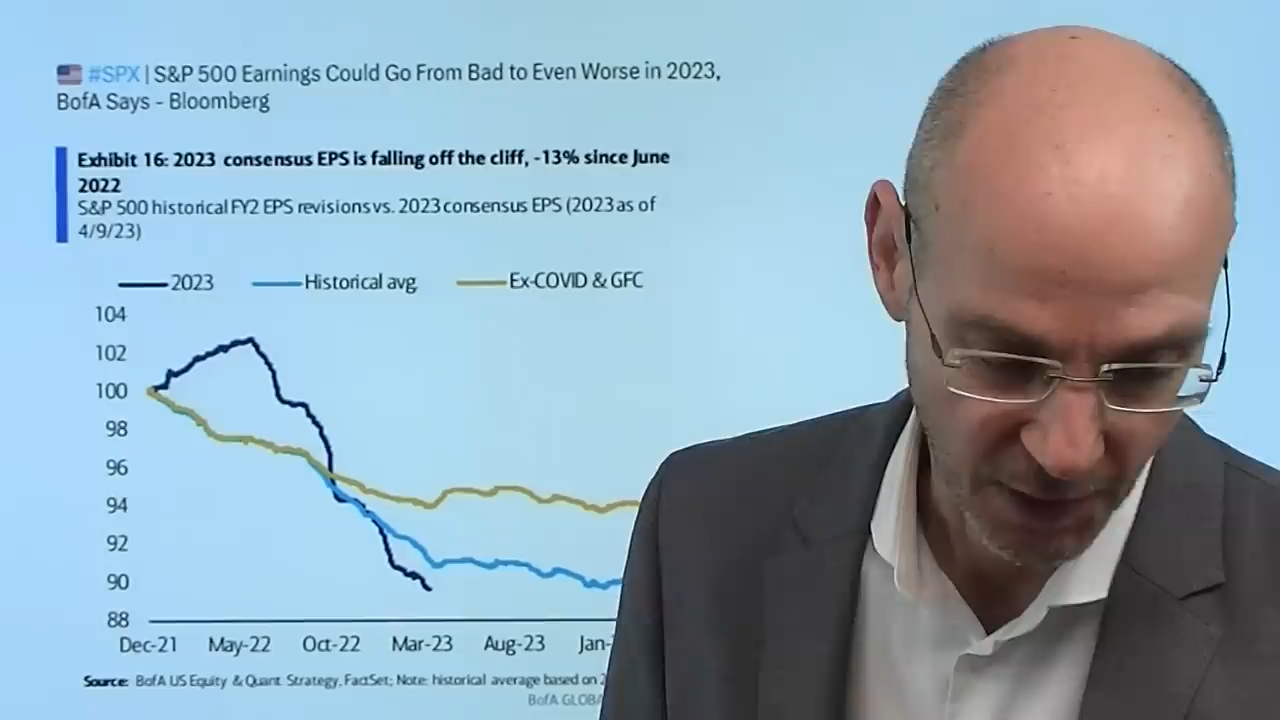 #SPX | S&P 500 Earnings Could Go From Bad to Even Worse in 2023,
BofA Says - Bloomberg
Exhibit 16: 2023 consensus EPS is falling off the cliff, -13% since June
2022
S&P 500 historical FY2 EPS revisions vs. 2023 consensus EPS (2023 as of
4/9/23)
2023 Historical avg. Ex-COVID & GFC
104
102
100
98
96
94
92
90
88
Dec-21 May-22 Oct-22 Mar-23 Aug-23 Jan-
Source: BofA US Equity & Quant Strategy, FactSet; Note: historical average based on
BofA GLOBA